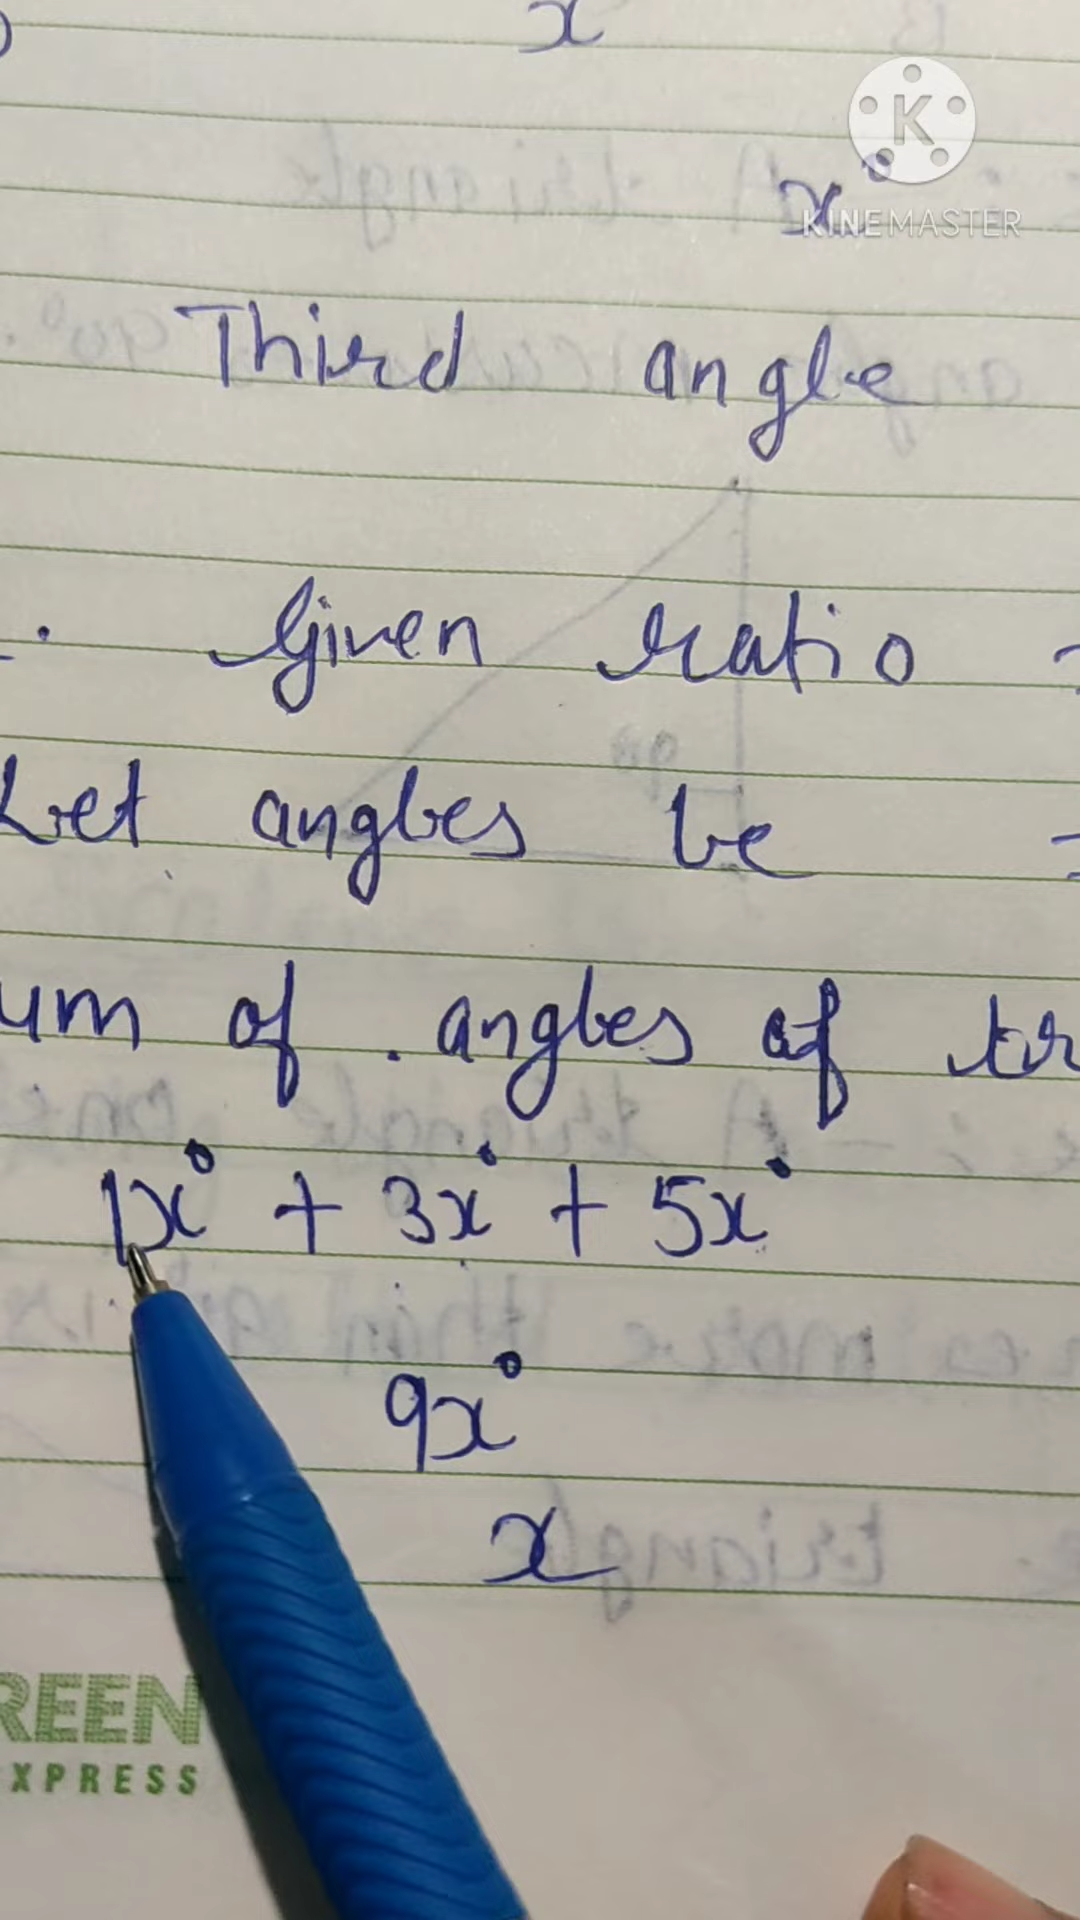 x
K
x°
KINEMASTER
Third angle
Given ratio =
Let angles be =
um of . angles of tr
1x° + 3x° + 5x°
9x°
x
REEN
XPRESS